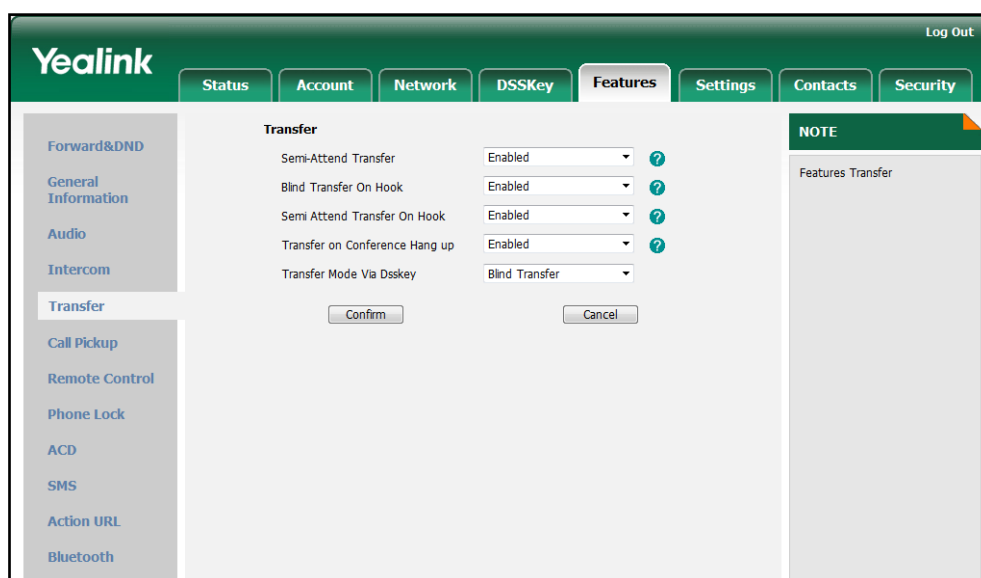 Log Out
Yealink
Status Account Network DSSKey Features Settings Contacts Security
Forward&DND
General
Information
Audio
Intercom
Transfer
Call Pickup
Remote Control
Phone Lock
ACD
SMS
Action URL
Bluetooth
Transfer
Semi-Attend Transfer Enabled ?
Blind Transfer On Hook Enabled ?
Semi Attend Transfer On Hook Enabled ?
Transfer on Conference Hang up Enabled ?
Transfer Mode Via Dsskey Blind Transfer
Confirm Cancel
NOTE
Features Transfer